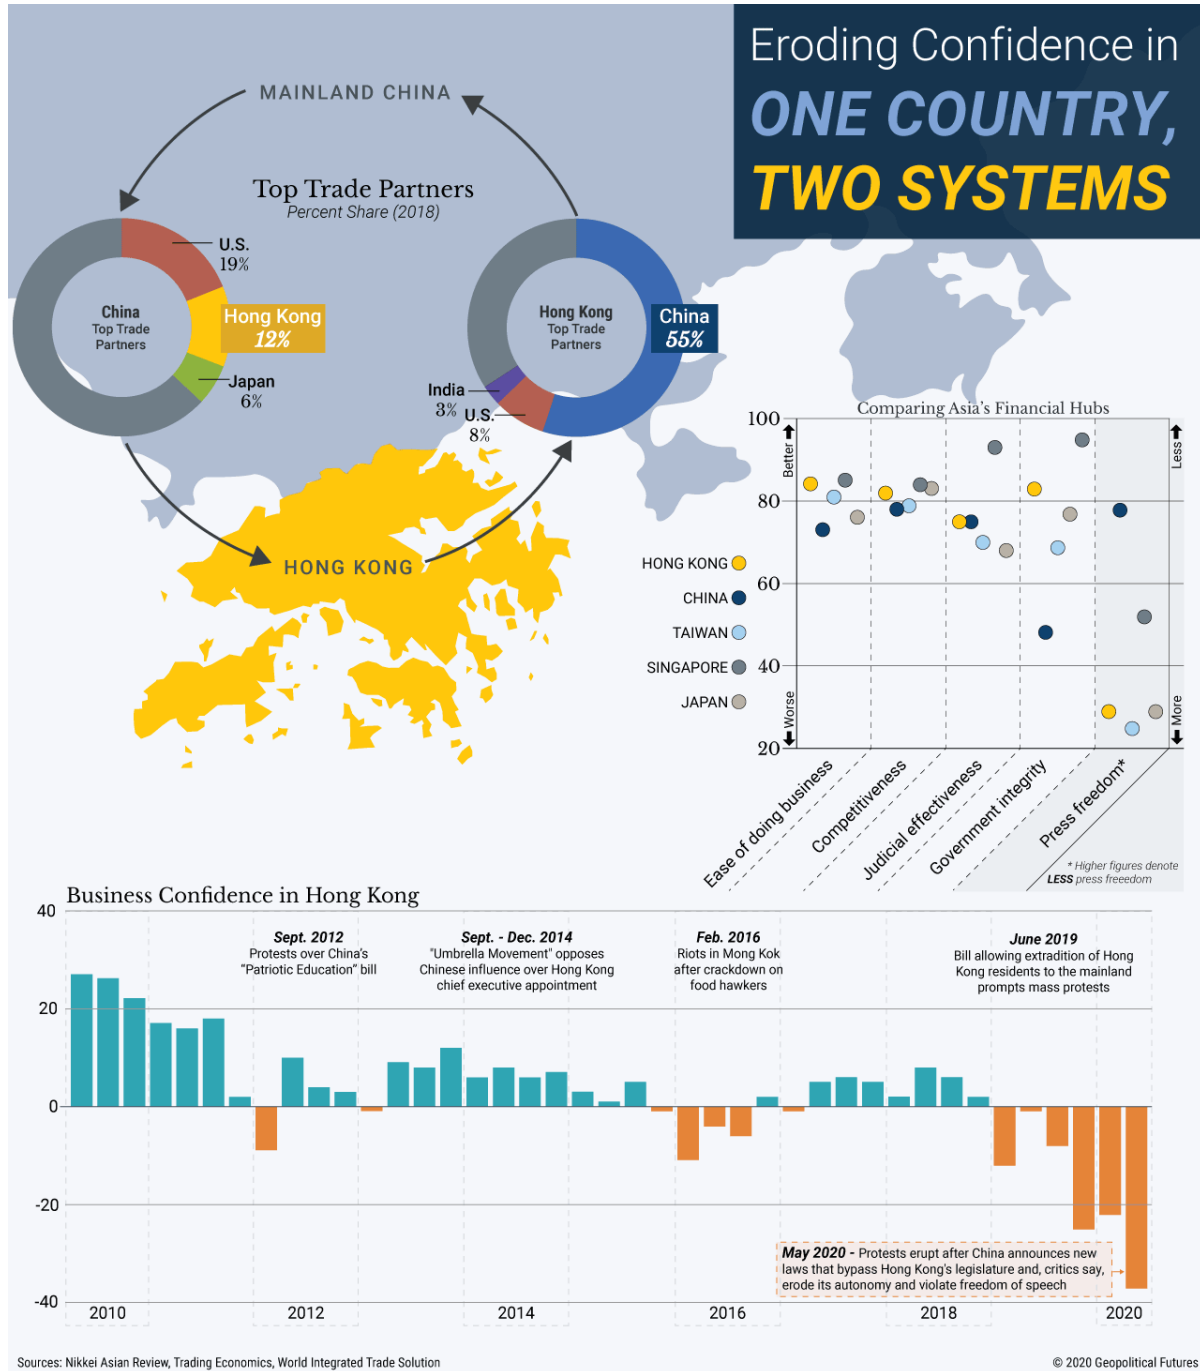 Eroding Confidence in
ONE COUNTRY,
TWO SYSTEMS
MAINLAND CHINA
Top Trade Partners
Percent Share (2018)
China
Top Trade
Partners
U.S.
19%
Hong Kong
12%
Japan
6%
Hong Kong
Top Trade
Partners
China
55%
India
3%
U.S.
8%
HONG KONG
Comparing Asia's Financial Hubs
100
80
60
40
20
Better
Worse
Less
More
HONG KONG
CHINA
TAIWAN
SINGAPORE
JAPAN
Ease of doing business
Competitiveness
Judicial effectiveness
Government integrity
Press freedom*
* Higher figures denote
LESS press freeedom
Business Confidence in Hong Kong
40
20
0
-20
-40
Sept. 2012
Protests over China's
"Patriotic Education" bill
Sept. - Dec. 2014
"Umbrella Movement" opposes
Chinese influence over Hong Kong
chief executive appointment
Feb. 2016
Riots in Mong Kok
after crackdown on
food hawkers
June 2019
Bill allowing extradition of Hong
Kong residents to the mainland
prompts mass protests
May 2020 - Protests erupt after China announces new
laws that bypass Hong Kong's legislature and, critics say,
erode its autonomy and violate freedom of speech
2010
2012
2014
2016
2018
2020
Sources: Nikkei Asian Review, Trading Economics, World Integrated Trade Solution
© 2020 Geopolitical Futures